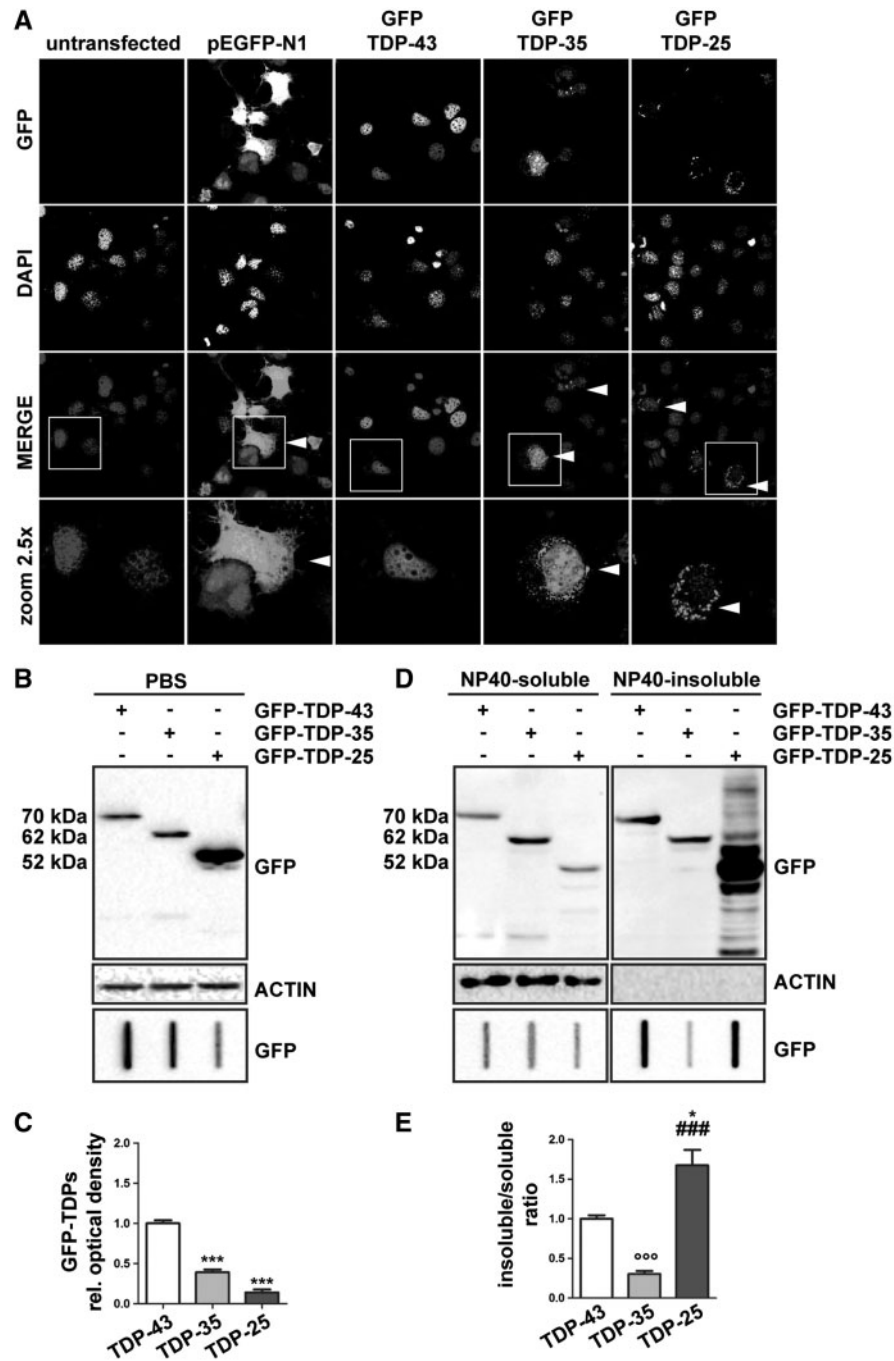 A
untransfected
pEGFP-N1
GFP
TDP-43
GFP
TDP-35
GFP
TDP-25
GFP
DAPI
MERGE
zoom 2.5x
B
PBS
+ - - GFP-TDP-43
- + - GFP-TDP-35
- - + GFP-TDP-25
70 kDa
62 kDa
52 kDa
GFP
ACTIN
GFP
D
NP40-soluble
NP40-insoluble
+ - - + - - GFP-TDP-43
- + - - + - GFP-TDP-35
- - + - - + GFP-TDP-25
70 kDa
62 kDa
52 kDa
GFP
ACTIN
GFP
C
GFP-TDPs
rel. optical density
2.0
1.5
1.0
0.5
0.0
***
***
TDP-43
TDP-35
TDP-25
E
insoluble/soluble
ratio
2.0
1.5
1.0
0.5
0.0
°°°
*
###
TDP-43
TDP-35
TDP-25